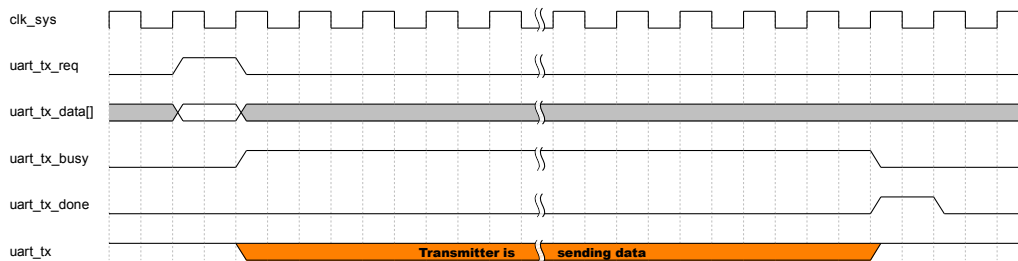 clk_sys
uart_tx_req
uart_tx_data[]
uart_tx_busy
uart_tx_done
uart_tx Transmitter is sending data